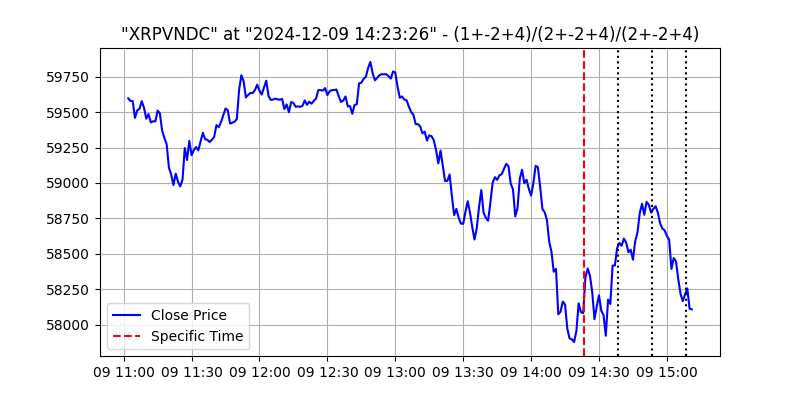 "XRPVNDC" at "2024-12-09 14:23:26" - (1+-2+4)/(2+-2+4)/(2+-2+4)
59750
59500
59250
59000
58750
58500
58250
58000
Close Price
Specific Time
09 11:00 09 11:30 09 12:00 09 12:30 09 13:00 09 13:30 09 14:00 09 14:30 09 15:00